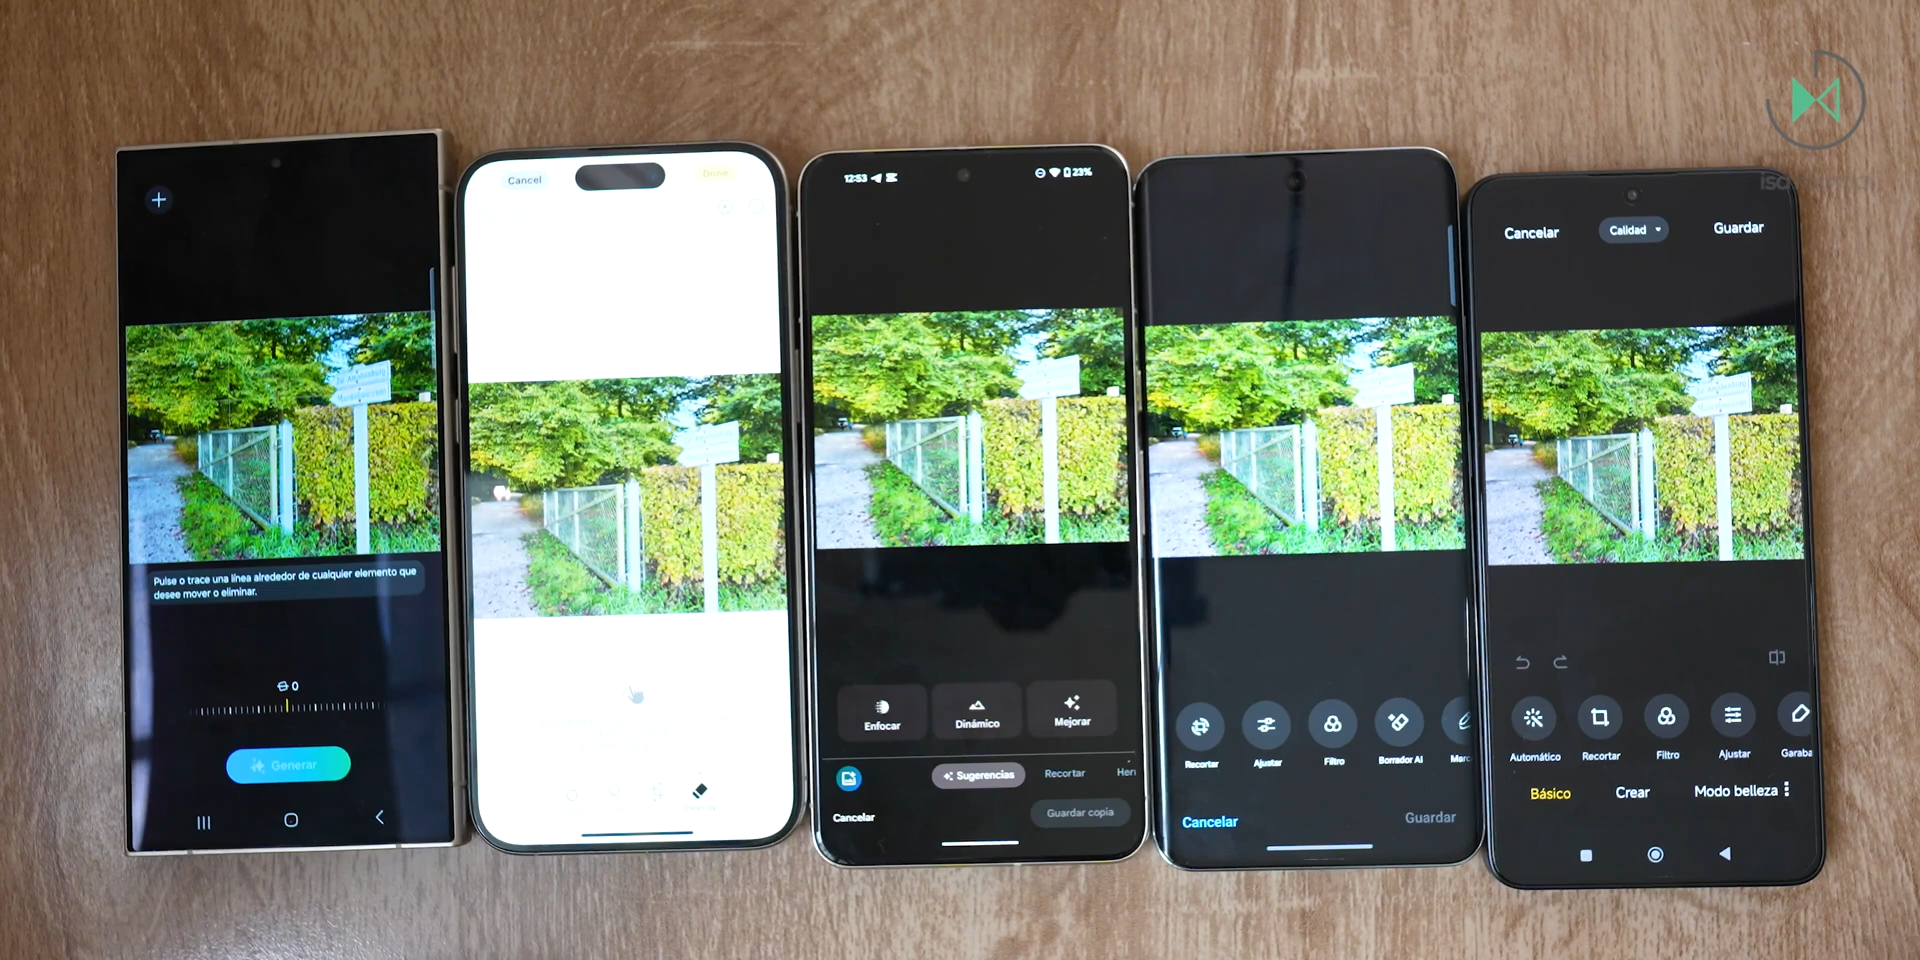 Pulse o trace una línea alrededor de cualquier elemento que
desee mover o eliminar.
0
Generar
Cancel
Done
12:53
23%
Enfocar
Dinámico
Mejorar
Sugerencias
Recortar
Cancelar
Guardar copia
Recortar
Ajustar
Filtro
Borrador AI
Cancelar
Guardar
Cancelar
Calidad
Guardar
Automático
Recortar
Filtro
Ajustar
Garaba
Básico
Crear
Modo belleza